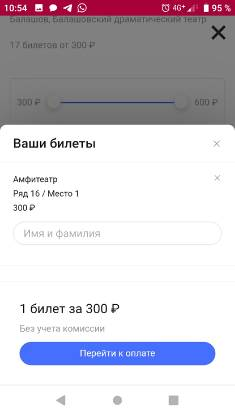 10:54 4G+ 95 %
Балашов, Балашовский драматический театр
17 билетов от 300 ₽
300 ₽ 600 ₽
Ваши билеты
Амфитеатр
Ряд 16 / Место 1
300 ₽
Имя и фамилия
1 билет за 300 ₽
Без учета комиссии
Перейти к оплате